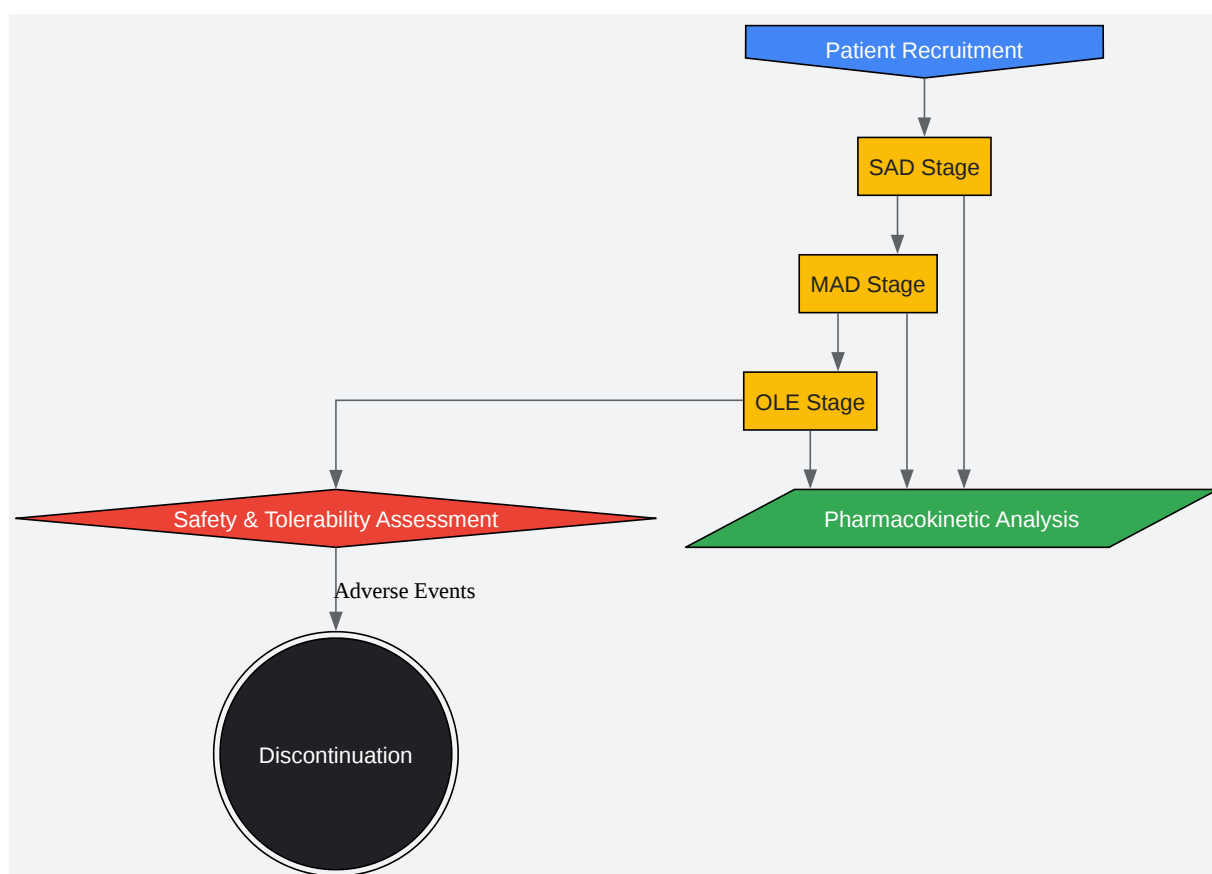 Patient Recruitment
SAD Stage
MAD Stage
OLE Stage
Safety & Tolerability Assessment
Pharmacokinetic Analysis
Adverse Events
Discontinuation